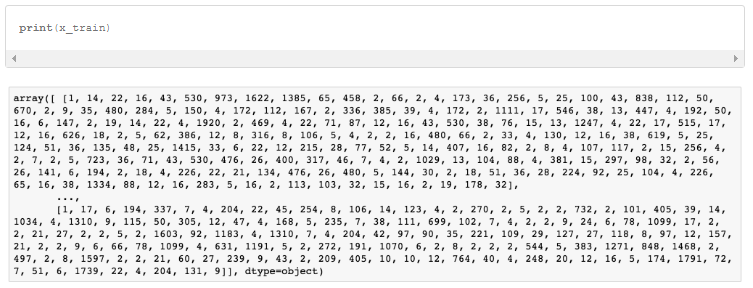 print(x_train)
array([ [1, 14, 22, 16, 43, 530, 973, 1622, 1385, 65, 458, 2, 66, 2, 4, 173, 36, 256, 5, 25, 100, 43, 838, 112, 50,
670, 2, 9, 35, 480, 284, 5, 150, 4, 172, 112, 167, 2, 336, 385, 39, 4, 172, 2, 1111, 17, 546, 38, 13, 447, 4, 192, 50,
16, 6, 147, 2, 19, 14, 22, 4, 1920, 2, 469, 4, 22, 71, 87, 12, 16, 43, 530, 38, 76, 15, 13, 1247, 4, 22, 17, 515, 17,
12, 16, 626, 18, 2, 5, 62, 386, 12, 8, 316, 8, 106, 5, 4, 2, 2, 16, 480, 66, 2, 33, 4, 130, 12, 16, 38, 619, 5, 25,
124, 51, 36, 135, 48, 25, 1415, 33, 6, 22, 12, 215, 28, 77, 52, 5, 14, 407, 16, 82, 2, 8, 4, 107, 117, 2, 15, 256, 4,
2, 7, 2, 5, 723, 36, 71, 43, 530, 476, 26, 400, 317, 46, 7, 4, 2, 1029, 13, 104, 88, 4, 381, 15, 297, 98, 32, 2, 56,
26, 141, 6, 194, 2, 18, 4, 226, 22, 21, 134, 476, 26, 480, 5, 144, 30, 2, 18, 51, 36, 28, 224, 92, 25, 104, 4, 226,
65, 16, 38, 1334, 88, 12, 16, 283, 5, 16, 2, 113, 103, 32, 15, 16, 2, 19, 178, 32],
...,
[1, 17, 6, 194, 337, 7, 4, 204, 22, 45, 254, 8, 106, 14, 123, 4, 2, 270, 2, 5, 2, 2, 732, 2, 101, 405, 39, 14,
1034, 4, 1310, 9, 115, 50, 305, 12, 47, 4, 168, 5, 235, 7, 38, 111, 699, 102, 7, 4, 2, 2, 9, 24, 6, 78, 1099, 17, 2,
2, 21, 27, 2, 2, 5, 2, 1603, 92, 1183, 4, 1310, 7, 4, 204, 42, 97, 90, 35, 221, 109, 29, 127, 27, 118, 8, 97, 12, 157,
21, 2, 2, 9, 6, 66, 78, 1099, 4, 631, 1191, 5, 2, 272, 191, 1070, 6, 2, 8, 2, 2, 2, 544, 5, 383, 1271, 848, 1468, 2,
497, 2, 8, 1597, 2, 2, 21, 60, 27, 239, 9, 43, 2, 209, 405, 10, 10, 12, 764, 40, 4, 248, 20, 12, 16, 5, 174, 1791, 72,
7, 51, 6, 1739, 22, 4, 204, 131, 9]], dtype=object)